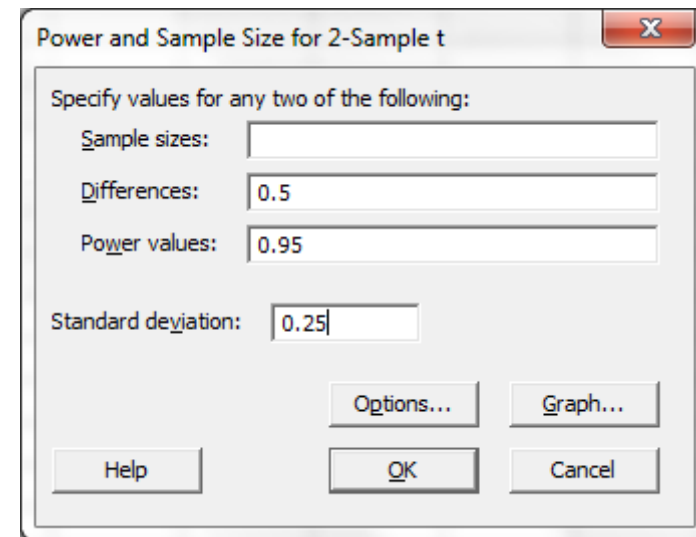 Power and Sample Size for 2-Sample t
Specify values for any two of the following:
Sample sizes:
Differences: 0.5
Power values: 0.95
Standard deviation: 0.25
Options... Graph...
Help OK Cancel